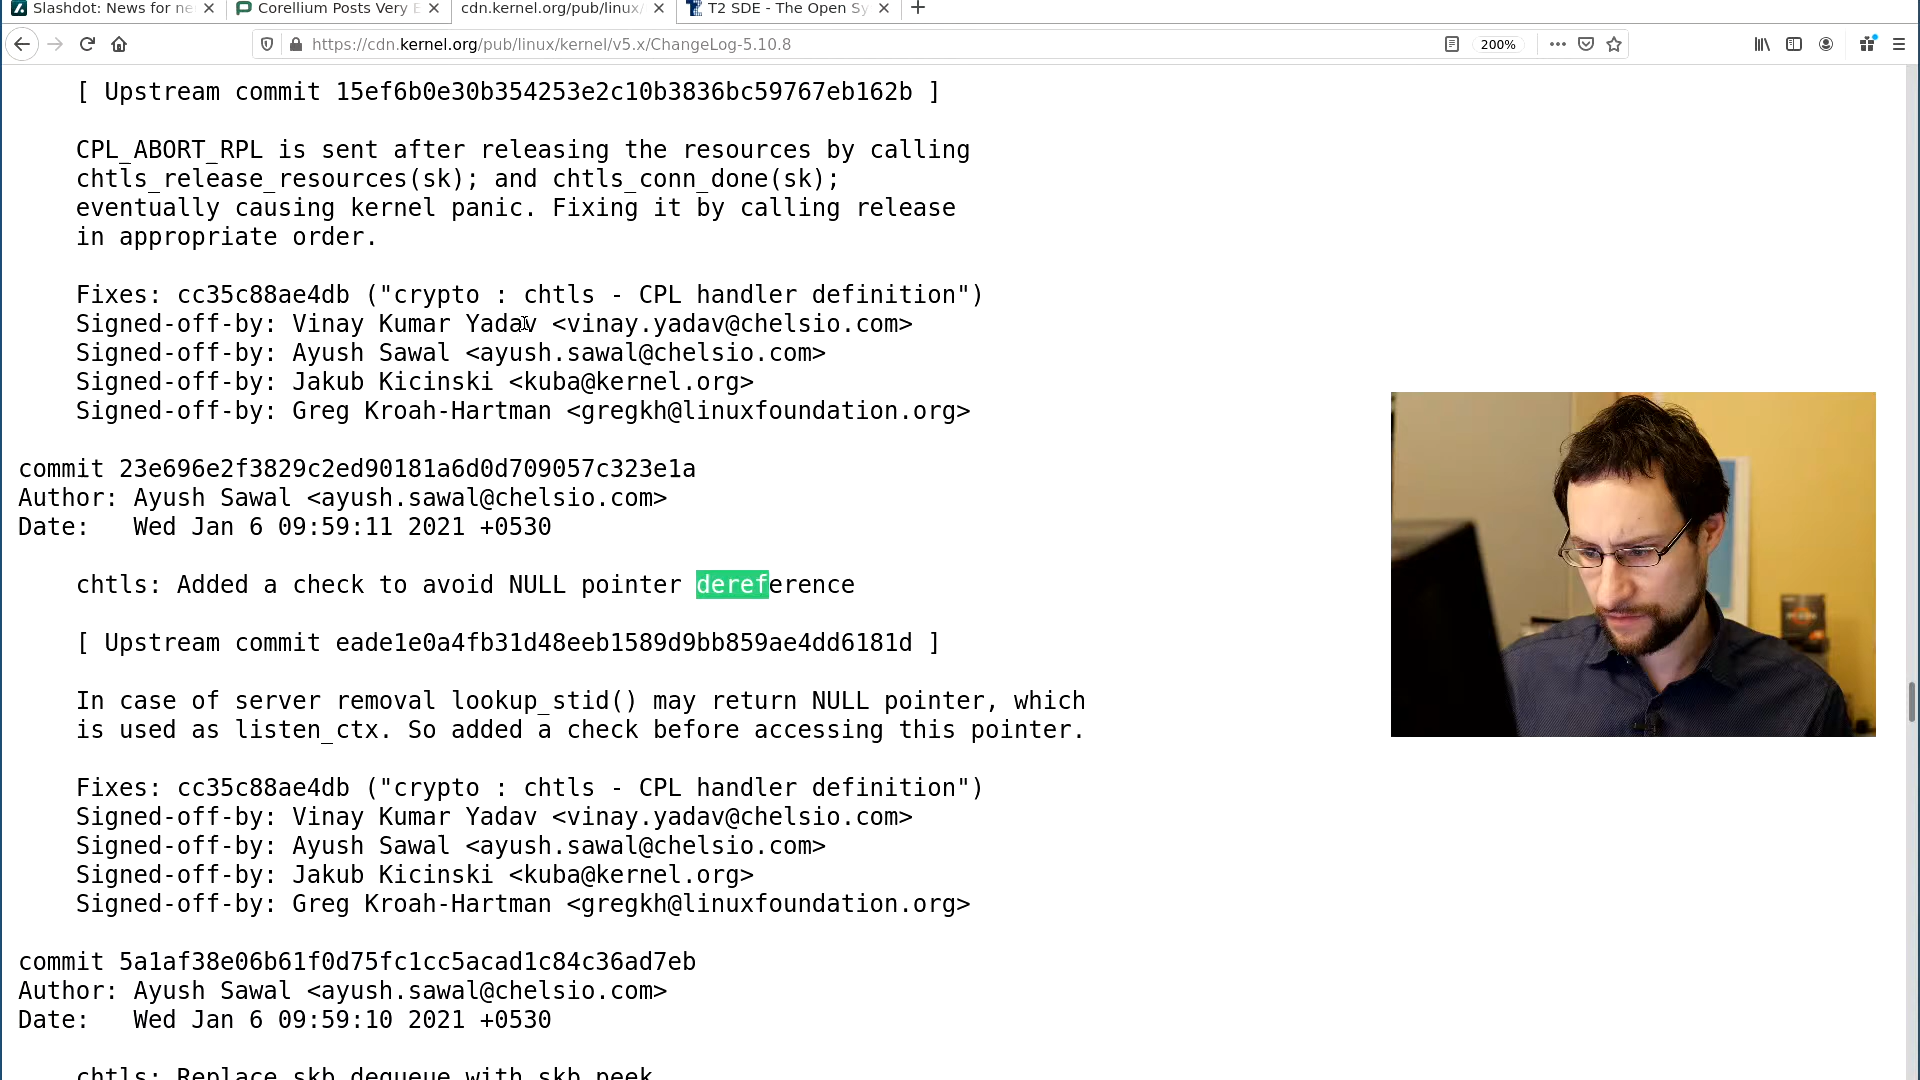 Slashdot: News for ne
Corellium Posts Very E
cdn.kernel.org/pub/linux/
T2 SDE - The Open Sy
https://cdn.kernel.org/pub/linux/kernel/v5.x/ChangeLog-5.10.8
200%
[ Upstream commit 15ef6b0e30b354253e2c10b3836bc59767eb162b ]
CPL_ABORT_RPL is sent after releasing the resources by calling
chtls_release_resources(sk); and chtls_conn_done(sk);
eventually causing kernel panic. Fixing it by calling release
in appropriate order.
Fixes: cc35c88ae4db ("crypto : chtls - CPL handler definition")
Signed-off-by: Vinay Kumar Yadav <vinay.yadav@chelsio.com>
Signed-off-by: Ayush Sawal <ayush.sawal@chelsio.com>
Signed-off-by: Jakub Kicinski <kuba@kernel.org>
Signed-off-by: Greg Kroah-Hartman <gregkh@linuxfoundation.org>
commit 23e696e2f3829c2ed90181a6d0d709057c323e1a
Author: Ayush Sawal <ayush.sawal@chelsio.com>
Date:   Wed Jan 6 09:59:11 2021 +0530
chtls: Added a check to avoid NULL pointer dereference
[ Upstream commit eade1e0a4fb31d48eeb1589d9bb859ae4dd6181d ]
In case of server removal lookup_stid() may return NULL pointer, which
is used as listen_ctx. So added a check before accessing this pointer.
Fixes: cc35c88ae4db ("crypto : chtls - CPL handler definition")
Signed-off-by: Vinay Kumar Yadav <vinay.yadav@chelsio.com>
Signed-off-by: Ayush Sawal <ayush.sawal@chelsio.com>
Signed-off-by: Jakub Kicinski <kuba@kernel.org>
Signed-off-by: Greg Kroah-Hartman <gregkh@linuxfoundation.org>
commit 5a1af38e06b61f0d75fc1cc5acad1c84c36ad7eb
Author: Ayush Sawal <ayush.sawal@chelsio.com>
Date:   Wed Jan 6 09:59:10 2021 +0530
chtls: Replace skb_dequeue with skb_peek